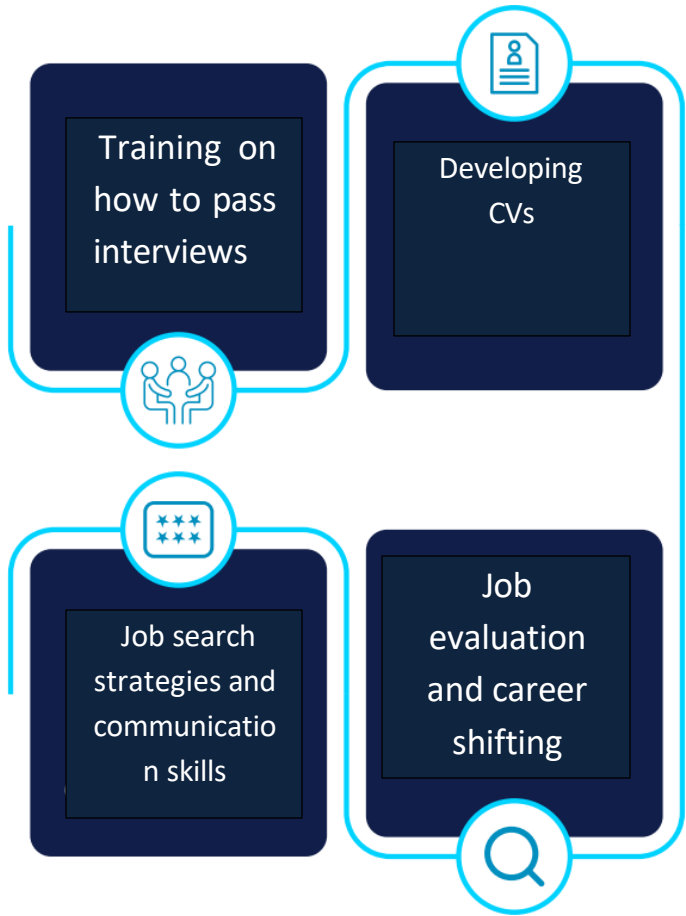 Training on
how to pass
interviews
Developing
CVs
Job search
strategies and
communicatio
n skills
Job
evaluation
and career
shifting